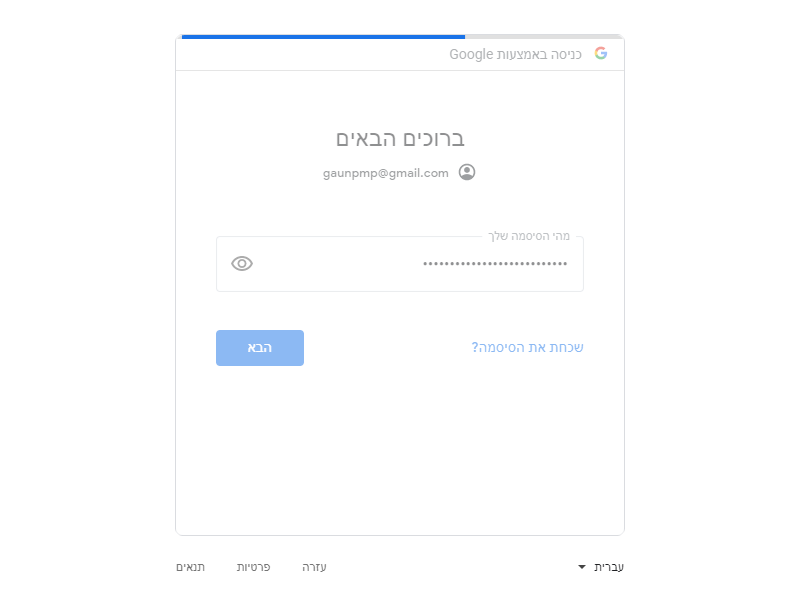 כניסה באמצעות Google
ברוכים הבאים
gaunpmp@gmail.com
מהי הסיסמה שלך
•••••••••••••••••••••••••••
שכחת את הסיסמה?
הבא
עברית
עזרה
פרטיות
תנאים